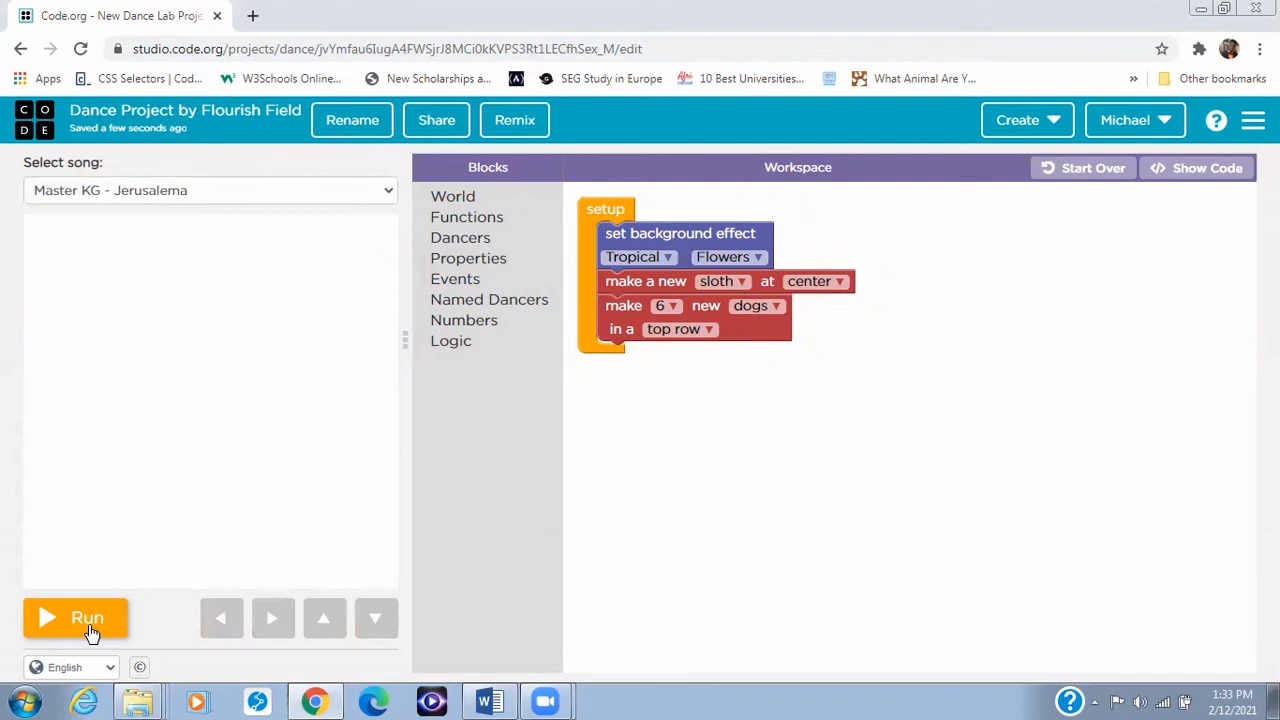 Code.org - New Dance Lab Proje
studio.code.org/projects/dance/jvYmfau6IugA4FWSjrJ8MCi0kKVPS3Rt1LECfhSex_M/edit
Apps
CSS Selectors | Cod...
W3Schools Online...
New Scholarships a...
SEG Study in Europe
10 Best Universities...
What Animal Are Y...
»
Other bookmarks
C O
D E
Dance Project by Flourish Field
Saved a few seconds ago
Rename
Share
Remix
Create
Michael
?
Select song:
Master KG - Jerusalema
Blocks
Workspace
Start Over
</> Show Code
World
Functions
Dancers
Properties
Events
Named Dancers
Numbers
Logic
setup
set background effect
Tropical Flowers
make a new sloth at center
make 6 new dogs
in a top row
Run
English
©
1:33 PM
2/12/2021